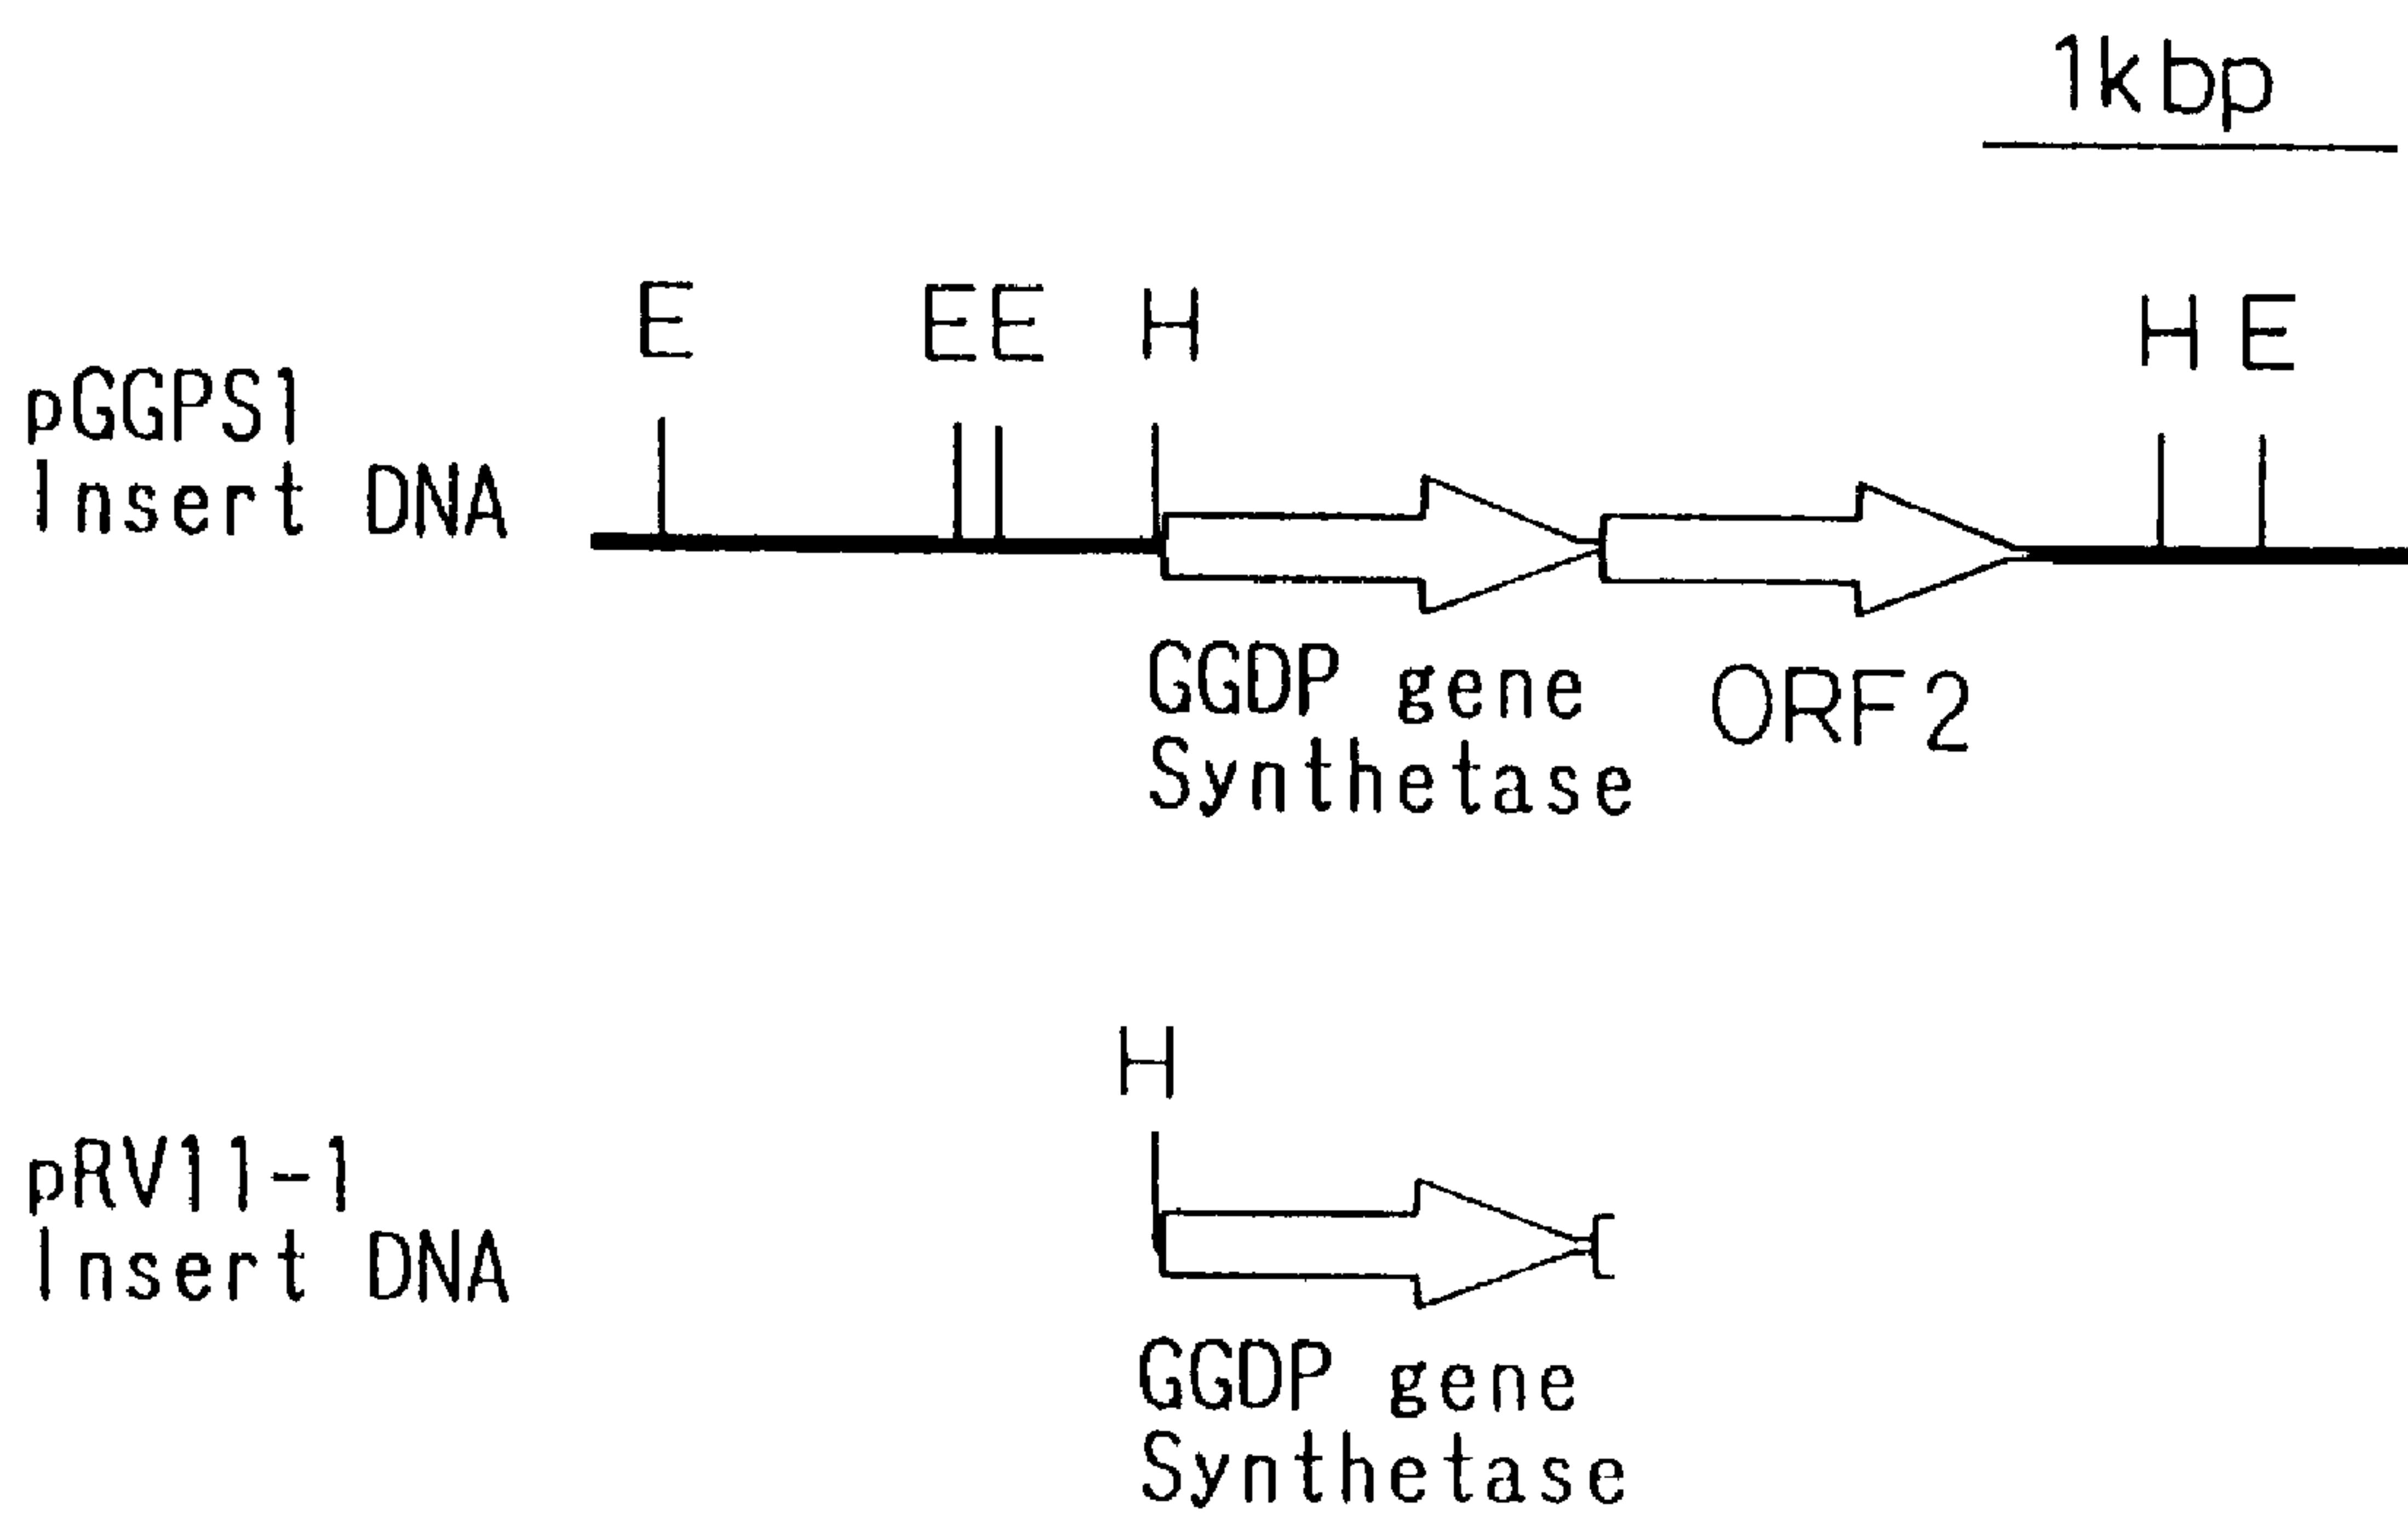 1kbp
E EE H H E
pGGPS1
Insert DNA
GGDP gene
Synthetase
ORF2
H
pRV11-1
Insert DNA
GGDP gene
Synthetase